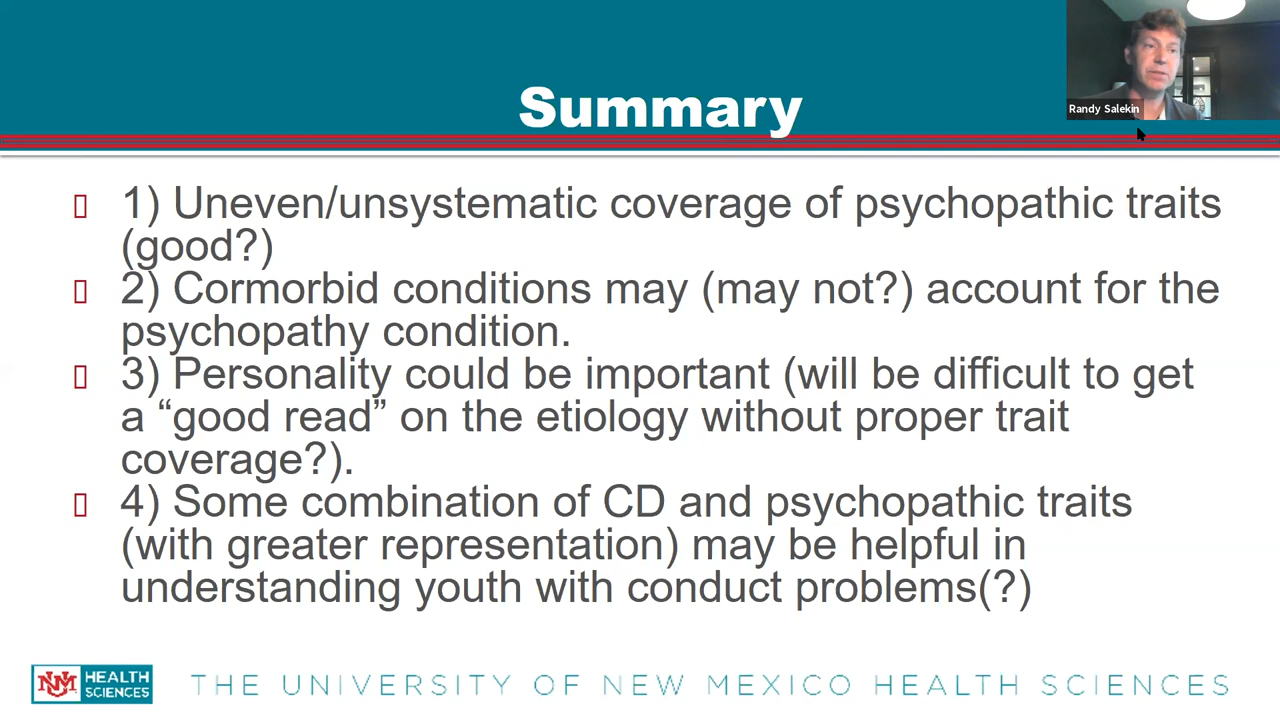 Summary
Randy Salekin
1) Uneven/unsystematic coverage of psychopathic traits
(good?)
2) Cormorbid conditions may (may not?) account for the
psychopathy condition.
3) Personality could be important (will be difficult to get
a “good read” on the etiology without proper trait
coverage?).
4) Some combination of CD and psychopathic traits
(with greater representation) may be helpful in
understanding youth with conduct problems(?)
UNM HEALTH
SCIENCES
THE UNIVERSITY OF NEW MEXICO HEALTH SCIENCES